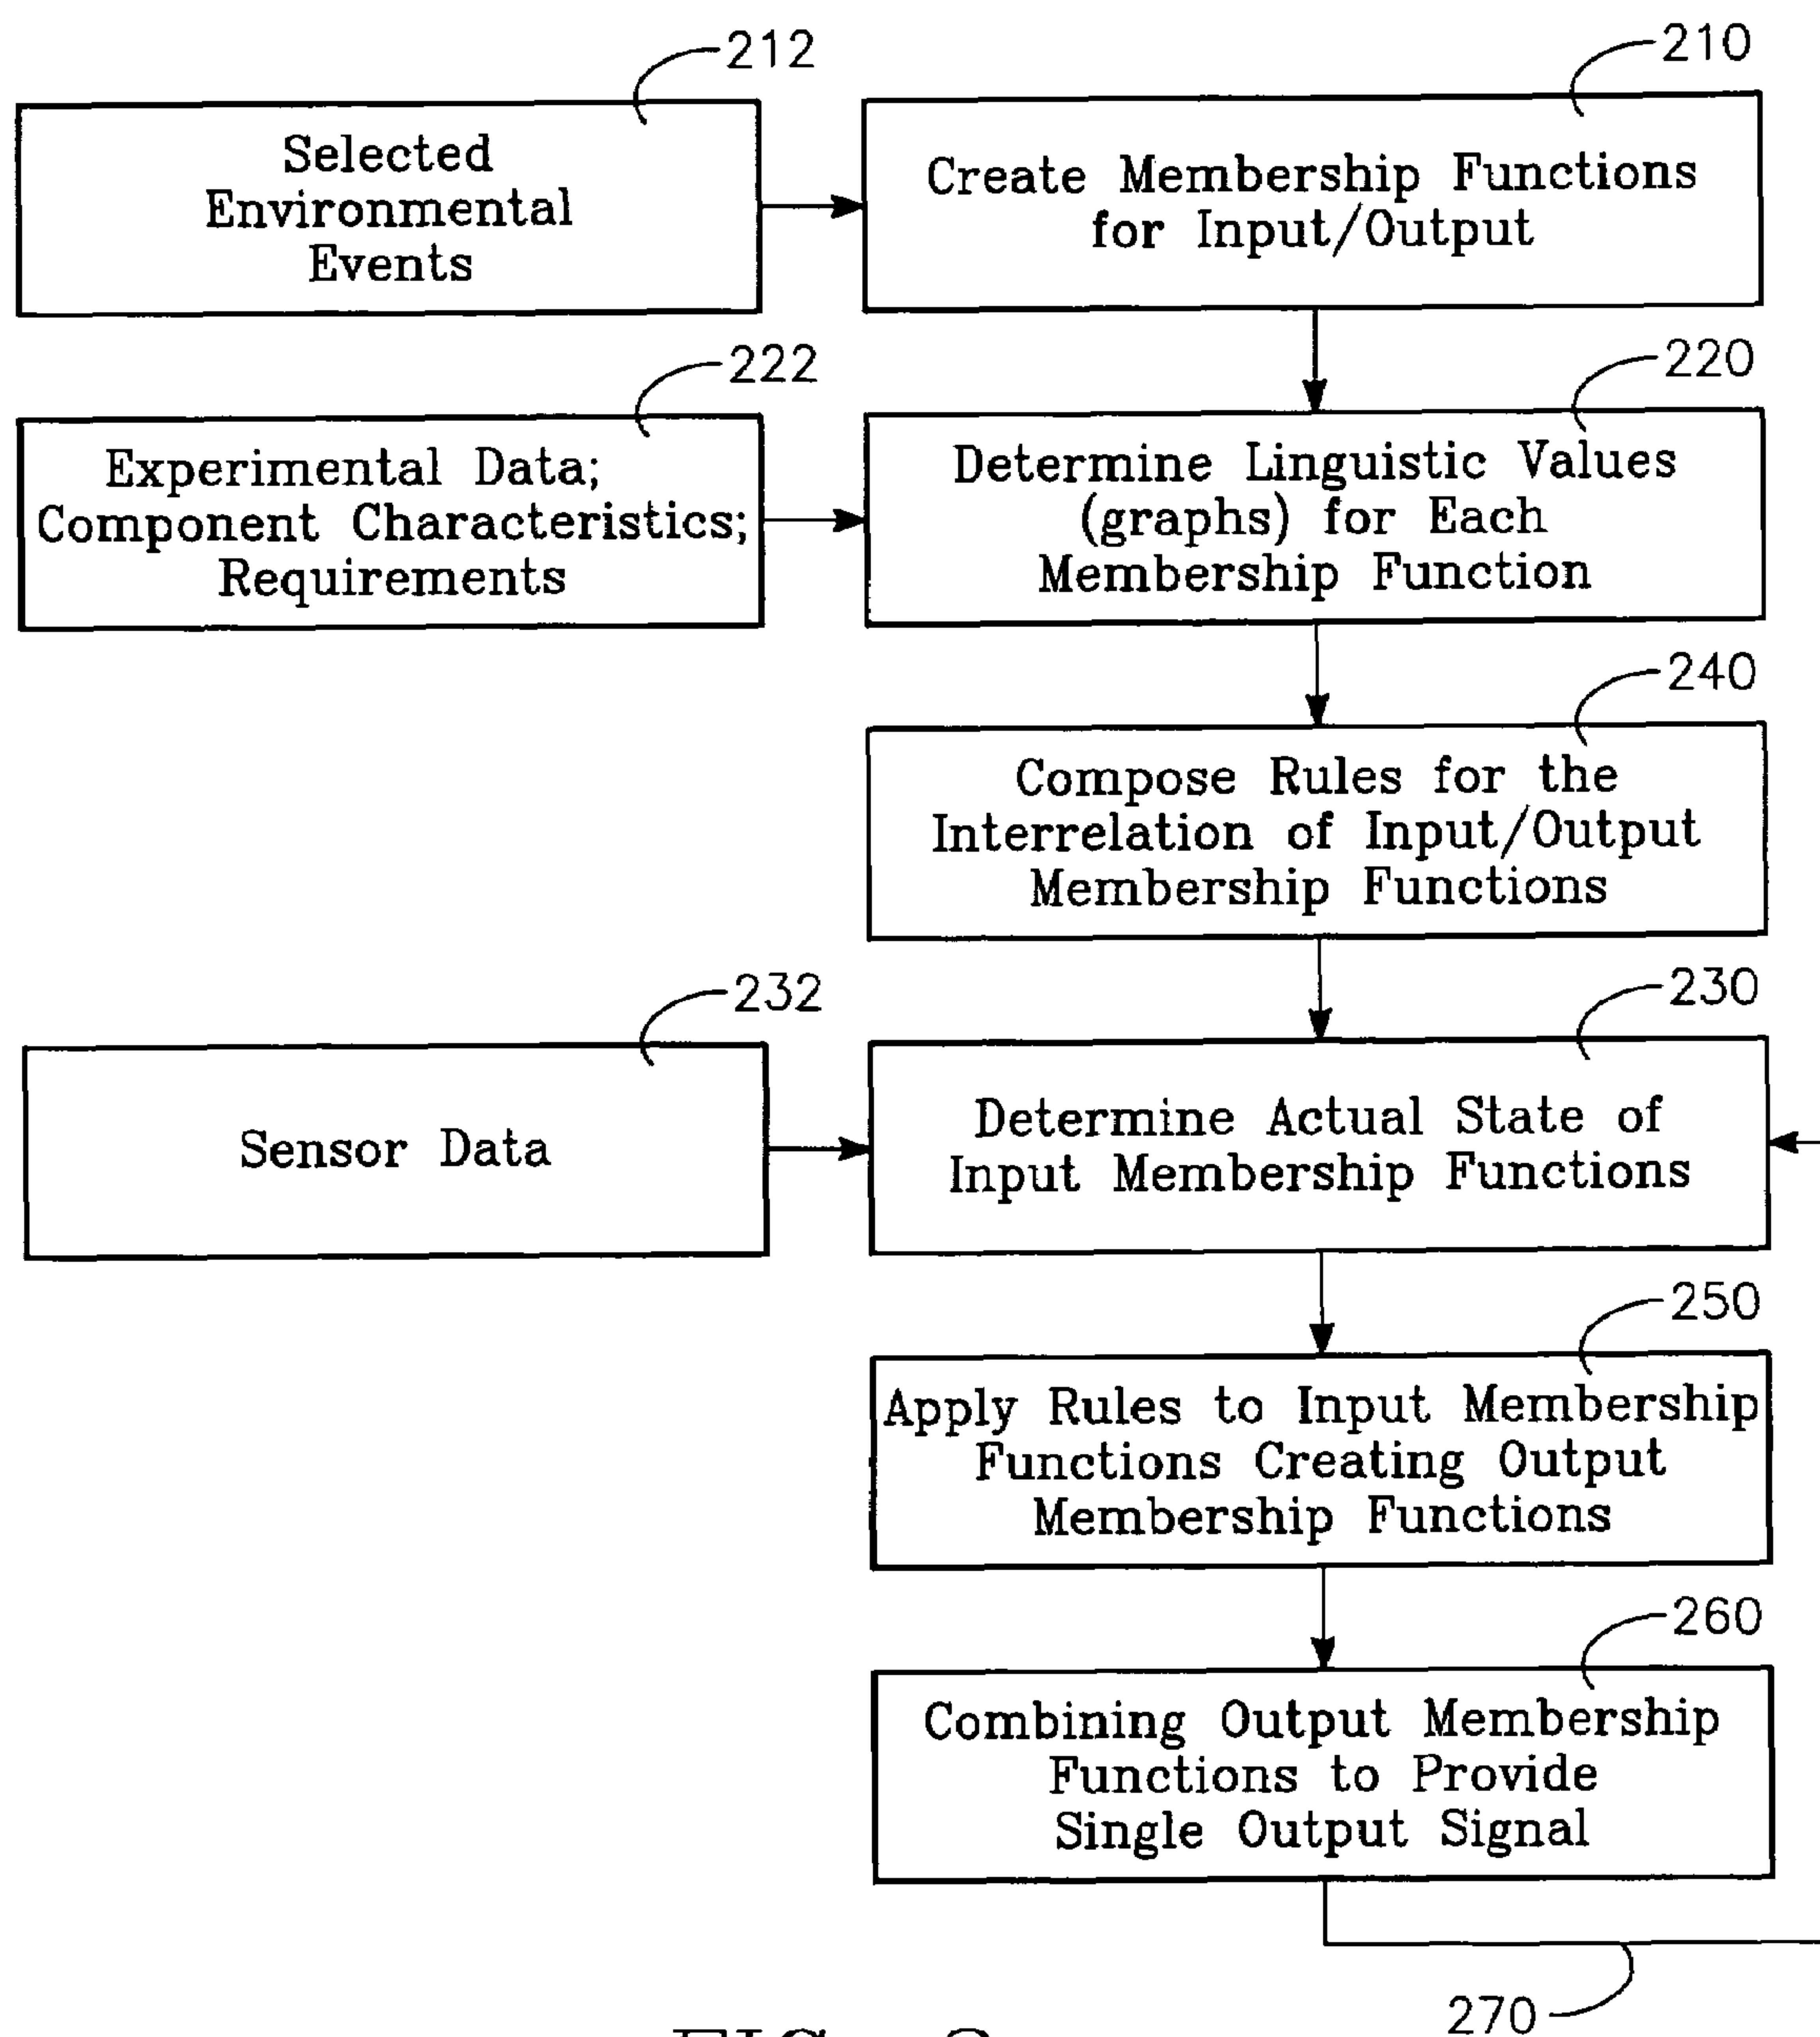 212
210
Selected
Environmental
Events
Create Membership Functions
for Input/Output
222
220
Experimental Data;
Component Characteristics;
Requirements
Determine Linguistic Values
(graphs) for Each
Membership Function
240
Compose Rules for the
Interrelation of Input/Output
Membership Functions
232
230
Sensor Data
Determine Actual State of
Input Membership Functions
250
Apply Rules to Input Membership
Functions Creating Output
Membership Functions
260
Combining Output Membership
Functions to Provide
Single Output Signal
270